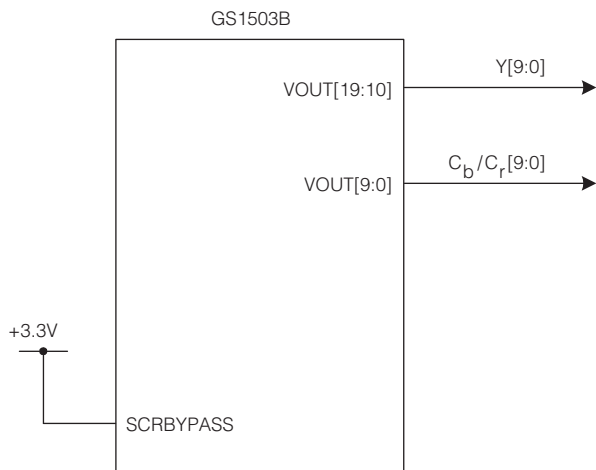 GS1503B
VOUT[19:10]
Y[9:0]
VOUT[9:0]
Cb/Cr[9:0]
+3.3V
SCRBYPASS